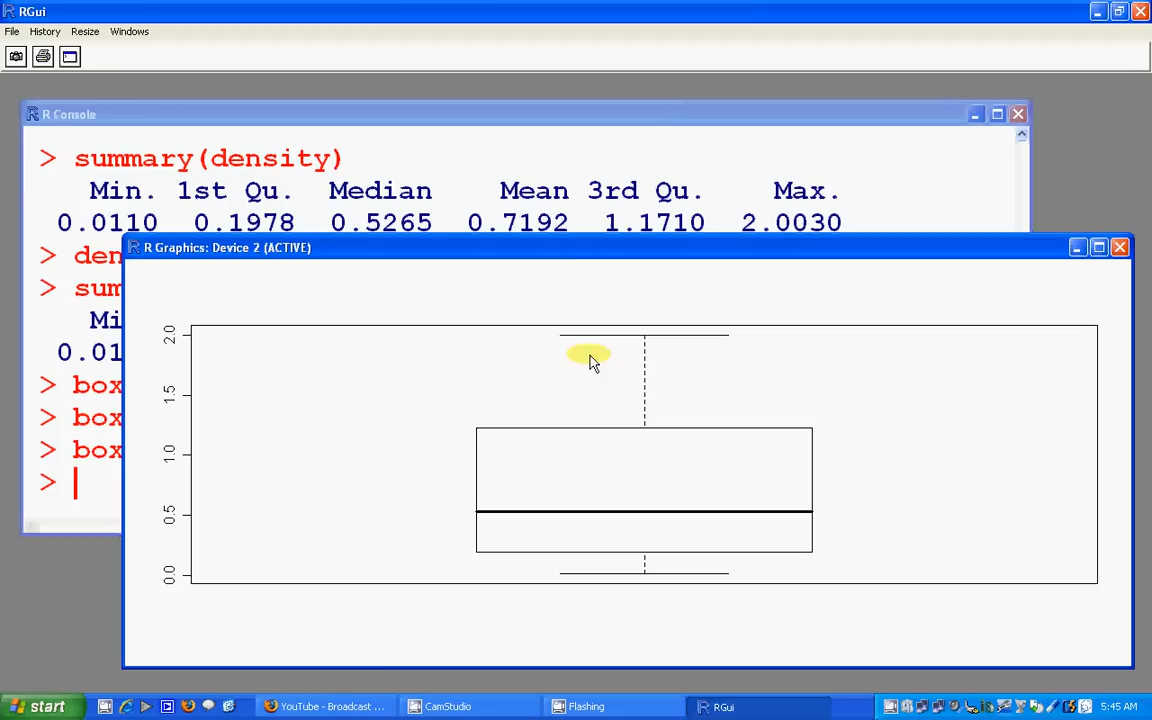 RGui
File History Resize Windows
R Console
> summary(density)
Min. 1st Qu. Median Mean 3rd Qu. Max.
0.0110 0.1978 0.5265 0.7192 1.1710 2.0030
> den
> sum
Mi
0.01
> box
> box
> box
>
R Graphics: Device 2 (ACTIVE)
2.0
1.5
1.0
0.5
0.0
start
YouTube - Broadcast ...
CamStudio
Flashing
RGui
5:45 AM